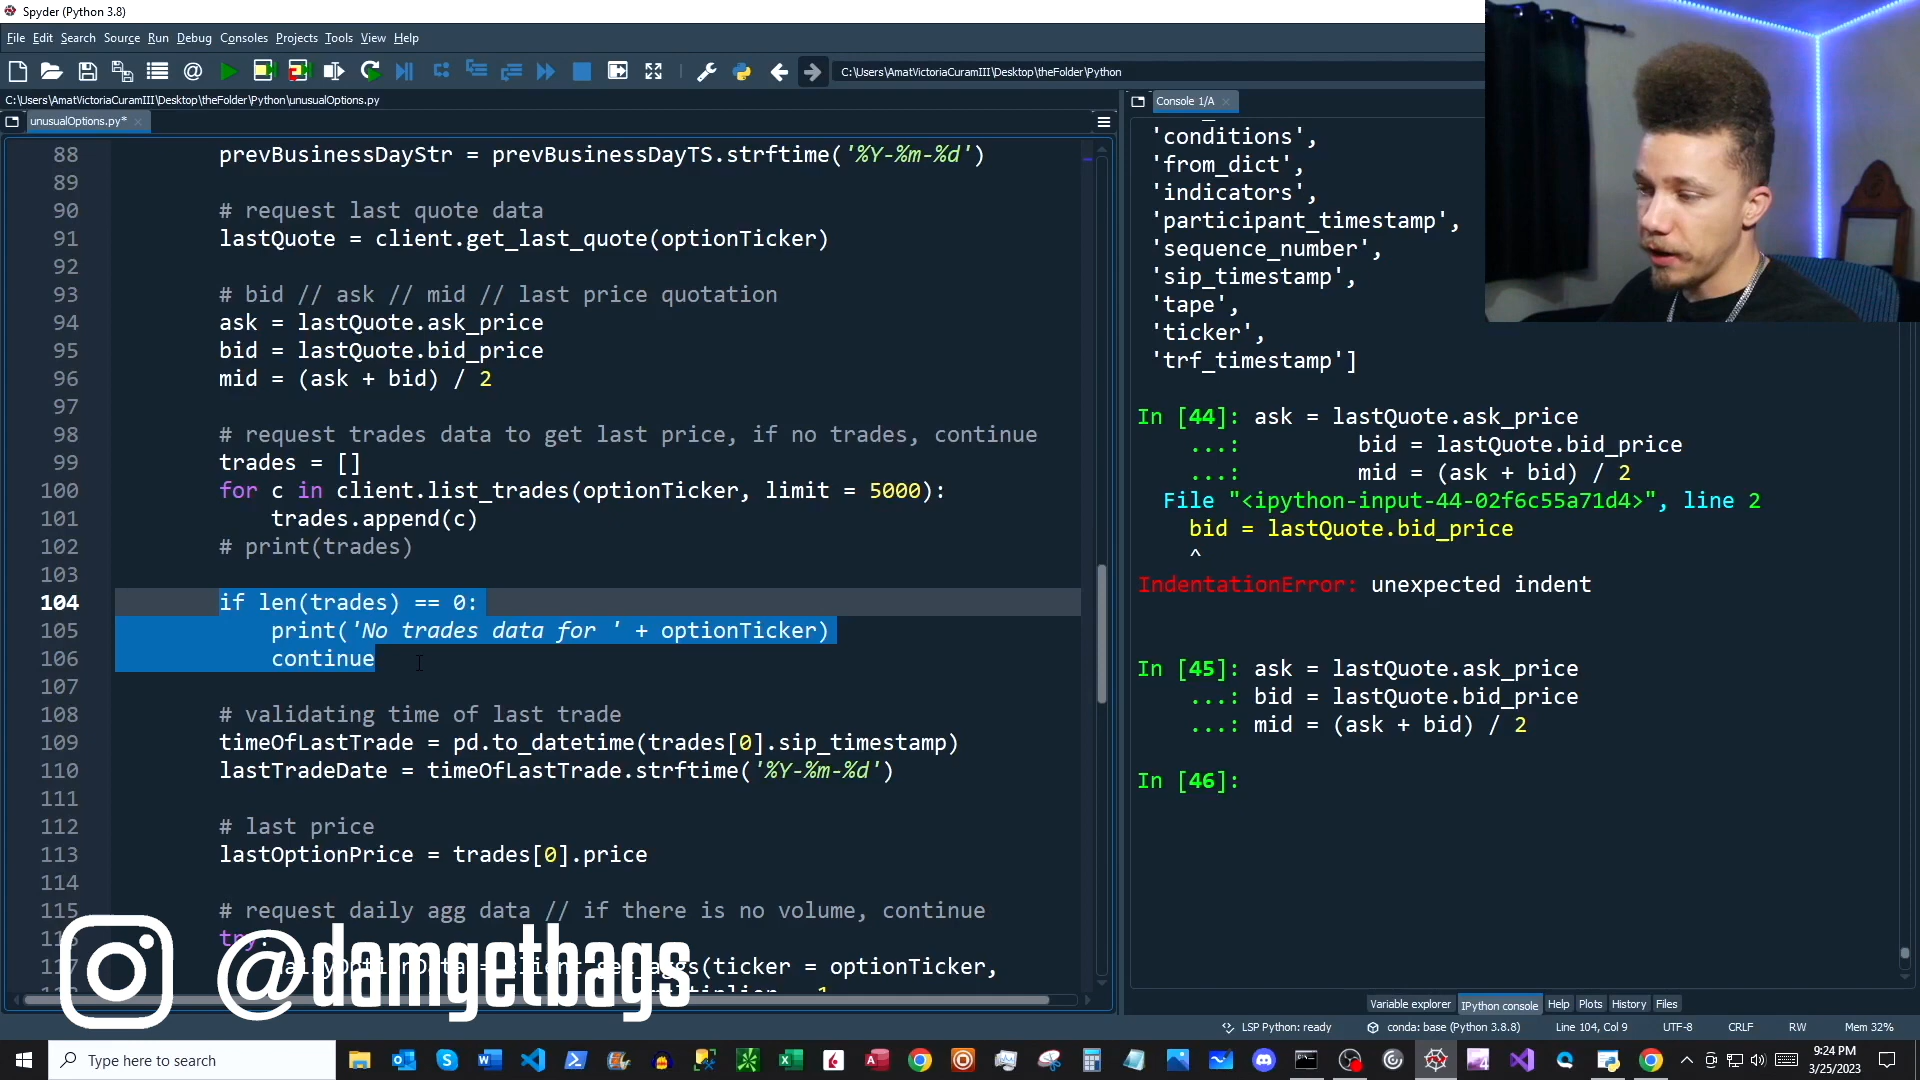 Spyder (Python 3.8)
File Edit Search Source Run Debug Consoles Projects Tools View Help
C:\Users\AmatVictoriaCuramIII\Desktop\theFolder\Python
C:\Users\AmatVictoriaCuramIII\Desktop\theFolder\Python\unusualOptions.py
unusualOptions.py*
88 prevBusinessDayStr = prevBusinessDayTS.strftime('%Y-%m-%d')
89
90 # request last quote data
91 lastQuote = client.get_last_quote(optionTicker)
92
93 # bid // ask // mid // last price quotation
94 ask = lastQuote.ask_price
95 bid = lastQuote.bid_price
96 mid = (ask + bid) / 2
97
98 # request trades data to get last price, if no trades, continue
99 trades = []
100 for c in client.list_trades(optionTicker, limit = 5000):
101 trades.append(c)
102 # print(trades)
103
104 if len(trades) == 0:
105 print('No trades data for ' + optionTicker)
106 continue
107
108 # validating time of last trade
109 timeOfLastTrade = pd.to_datetime(trades[0].sip_timestamp)
110 lastTradeDate = timeOfLastTrade.strftime('%Y-%m-%d')
111
112 # last price
113 lastOptionPrice = trades[0].price
114
115 # request daily agg data // if there is no volume, continue
try:
(ticker = optionTicker,
@damgetbags
Console 1/A
'conditions',
'from_dict',
'indicators',
'participant_timestamp',
'sequence_number',
'sip_timestamp',
'tape',
'ticker',
'trf_timestamp']
In [44]: ask = lastQuote.ask_price
...: bid = lastQuote.bid_price
...: mid = (ask + bid) / 2
File "<ipython-input-44-02f6c55a71d4>", line 2
bid = lastQuote.bid_price
^
IndentationError: unexpected indent
In [45]: ask = lastQuote.ask_price
...: bid = lastQuote.bid_price
...: mid = (ask + bid) / 2
In [46]:
Variable explorer IPython console Help Plots History Files
LSP Python: ready conda: base (Python 3.8.8) Line 104, Col 9 UTF-8 CRLF RW Mem 32%
Type here to search
9:24 PM
3/25/2023